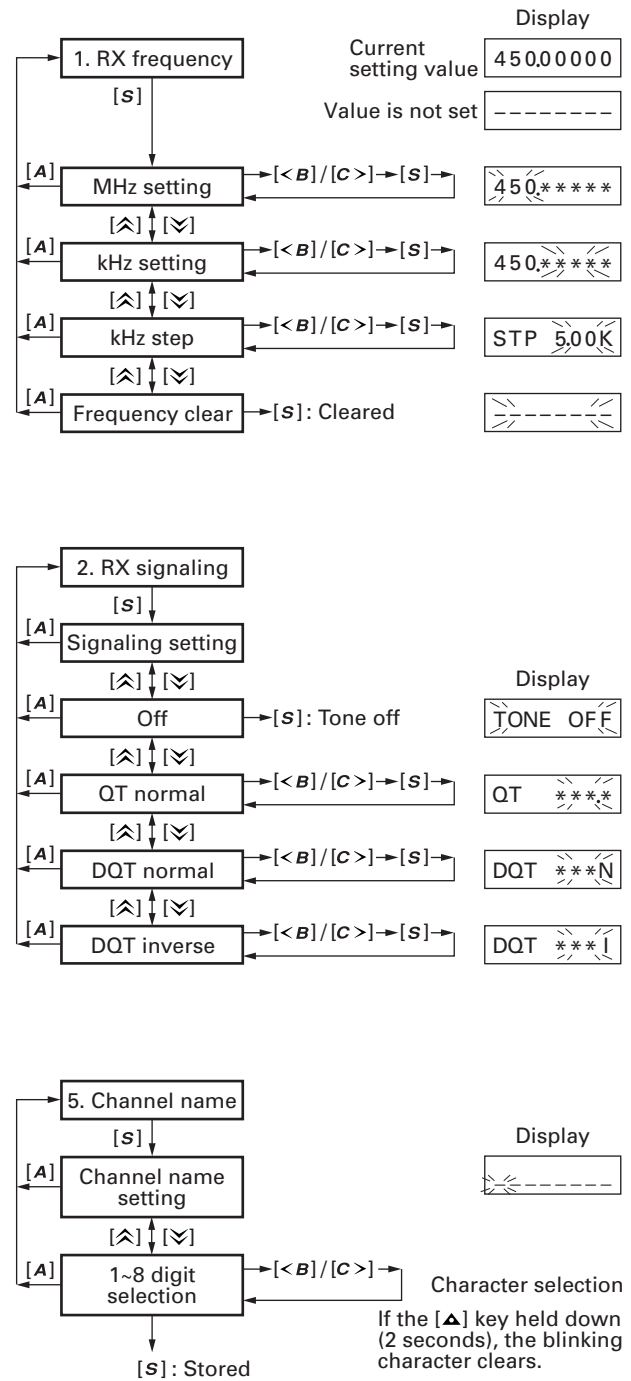 Display
1. RX frequency
Current
setting value
450.00000
[S]
Value is not set
--------
[A]
MHz setting
[<B]/[C>] [S]
450.*****
[︽] [︾]
[A]
kHz setting
[<B]/[C>] [S]
450.*****
[︽] [︾]
[A]
kHz step
[<B]/[C>] [S]
STP 5.00K
[︽] [︾]
[A]
Frequency clear
[S]: Cleared
--------
2. RX signaling
[S]
[A]
Signaling setting
[︽] [︾]
Display
[A]
Off
[S]: Tone off
TONE OFF
[︽] [︾]
[A]
QT normal
[<B]/[C>] [S]
QT ***.*
[︽] [︾]
[A]
DQT normal
[<B]/[C>] [S]
DQT ***N
[︽] [︾]
[A]
DQT inverse
[<B]/[C>] [S]
DQT ***I
5. Channel name
[S]
Display
[A]
Channel name
setting
--------
[︽] [︾]
[A]
1~8 digit
selection
[<B]/[C>]
Character selection
If the [▲] key held down
(2 seconds), the blinking
character clears.
[S]: Stored